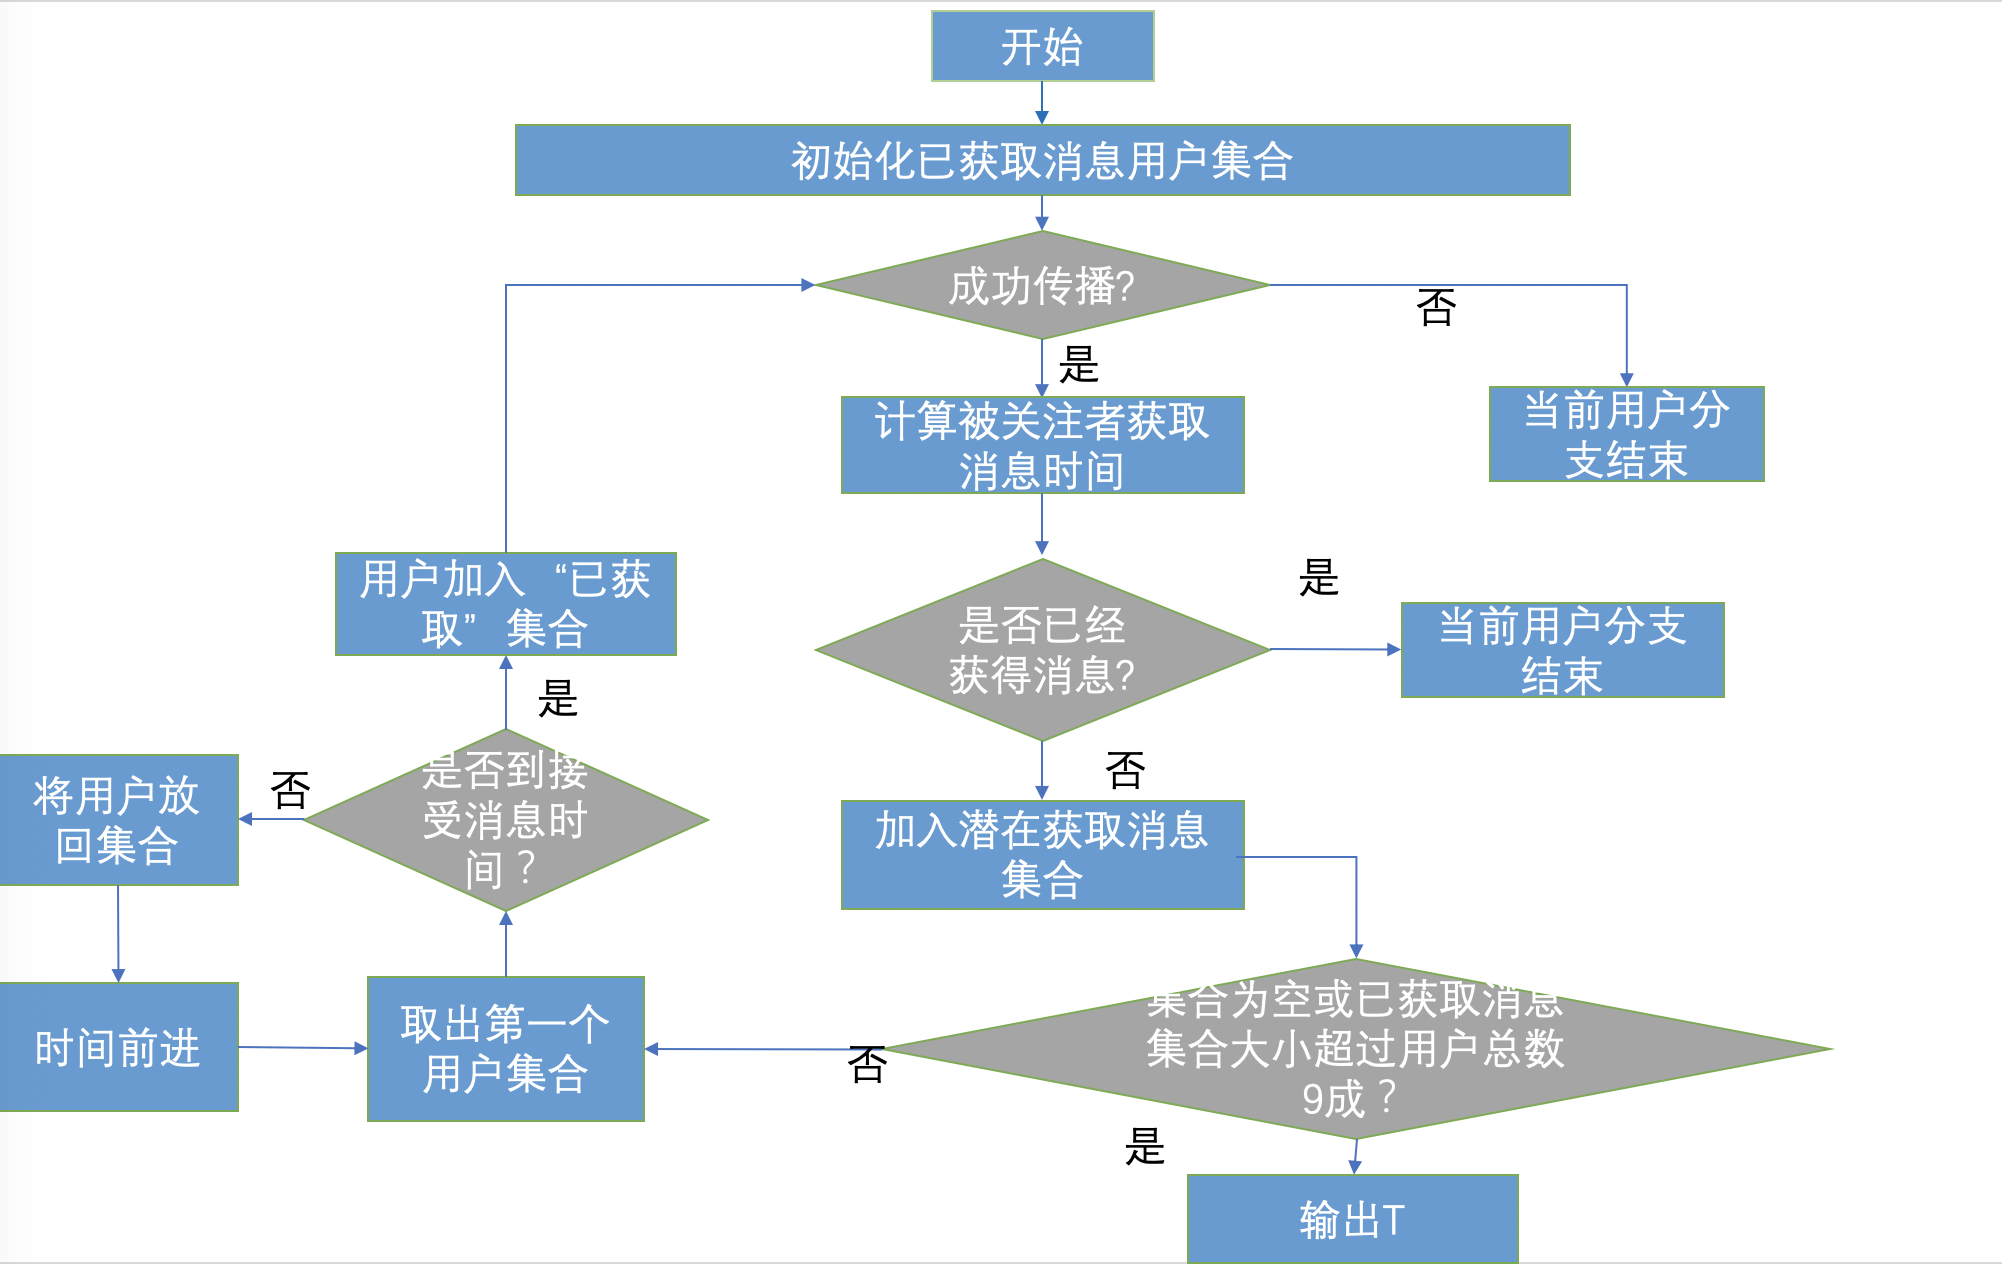 开始
初始化已获取消息用户集合
成功传播?
否
是
计算被关注者获取
消息时间
当前用户分
支结束
用户加入 “已获
取” 集合
是否已经
获得消息?
是
当前用户分支
结束
是
否
是否到接
受消息时
间？
否
将用户放
回集合
加入潜在获取消息
集合
集合为空或已获取消息
集合大小超过用户总数
9成？
否
取出第一个
用户集合
时间前进
是
输出T